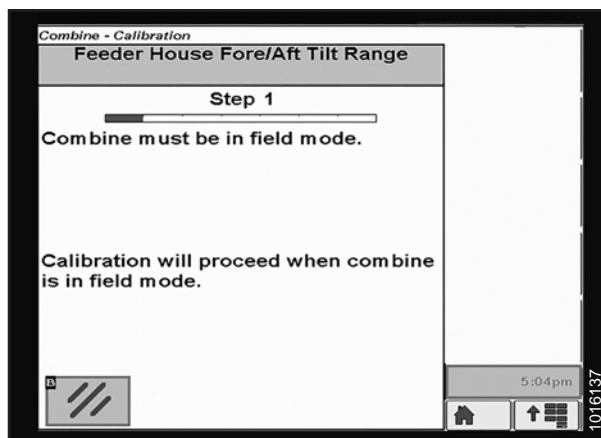 Combine - Calibration
Feeder House Fore/Aft Tilt Range
Step 1
Combine must be in field mode.
Calibration will proceed when combine
is in field mode.
B
5:04pm
1016137